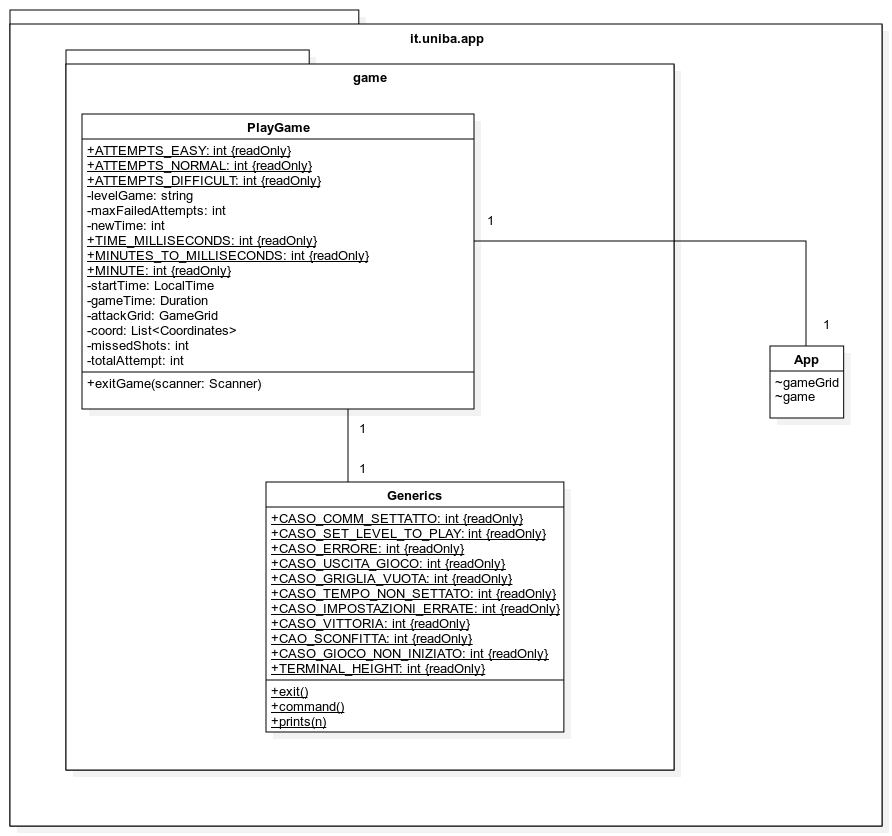 it.uniba.app
game
PlayGame
+ATTEMPTS_EASY: int {readOnly}
+ATTEMPTS_NORMAL: int {readOnly}
+ATTEMPTS_DIFFICULT: int {readOnly}
-levelGame: string
-maxFailedAttempts: int
-newTime: int
+TIME_MILLISECONDS: int {readOnly}
+MINUTES_TO_MILLISECONDS: int {readOnly}
+MINUTE: int {readOnly}
-startTime: LocalTime
-gameTime: Duration
-attackGrid: GameGrid
-coord: List<Coordinates>
-missedShots: int
-totalAttempt: int
+exitGame(scanner: Scanner)
1
1
App
~gameGrid
~game
1
1
Generics
+CASO_COMM_SETTATTO: int {readOnly}
+CASO_SET_LEVEL_TO_PLAY: int {readOnly}
+CASO_ERRORE: int {readOnly}
+CASO_USCITA_GIOCO: int {readOnly}
+CASO_GRIGLIA_VUOTA: int {readOnly}
+CASO_TEMPO_NON_SETTATO: int {readOnly}
+CASO_IMPOSTAZIONI_ERRATE: int {readOnly}
+CASO_VITTORIA: int {readOnly}
+CAO_SCONFITTA: int {readOnly}
+CASO_GIOCO_NON_INIZIATO: int {readOnly}
+TERMINAL_HEIGHT: int {readOnly}
+exit()
+command()
+prints(n)